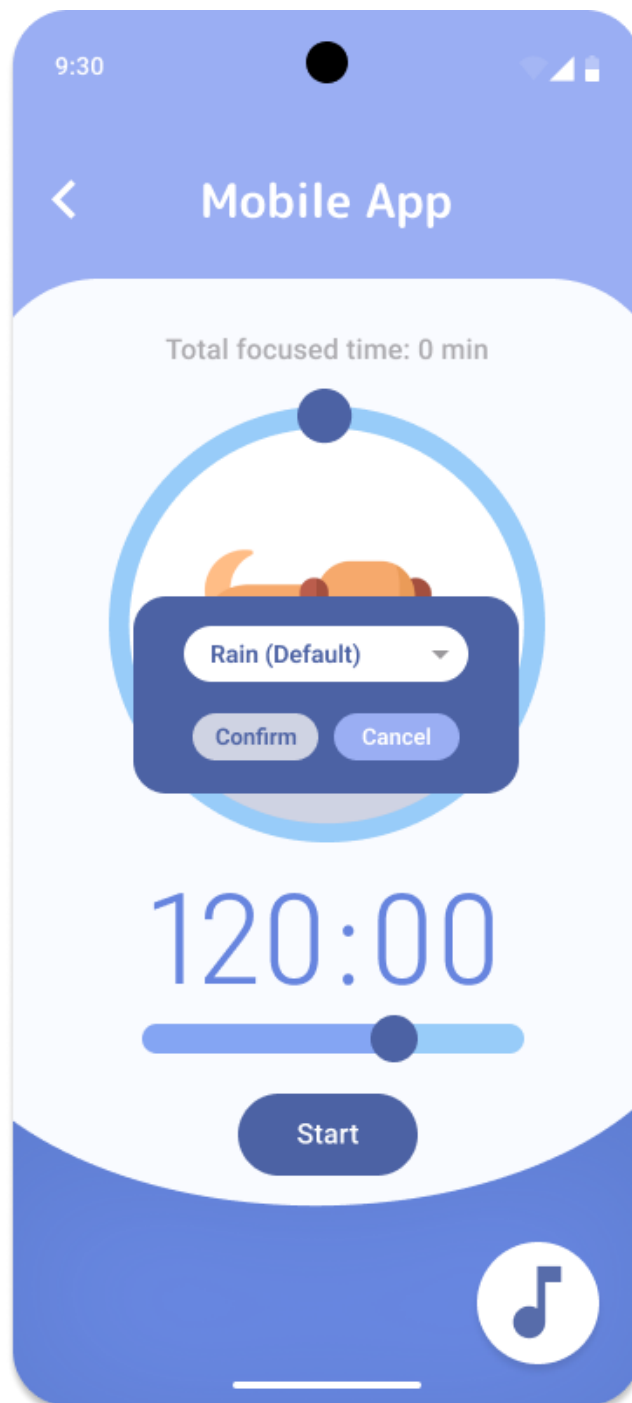 9:30
Mobile App
Total focused time: 0 min
Rain (Default)
Confirm Cancel
120:00
Start